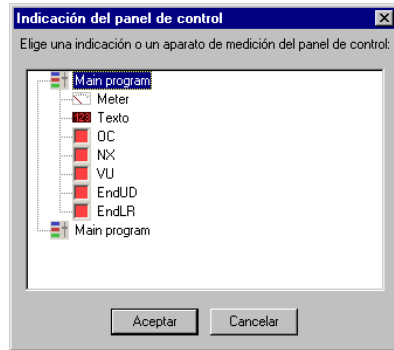 Indicación del panel de control
Elige una indicación o un aparato de medición del panel de control:
Main program
Meter
123 Texto
OC
NX
VU
EndUD
EndLR
Main program
Aceptar Cancelar